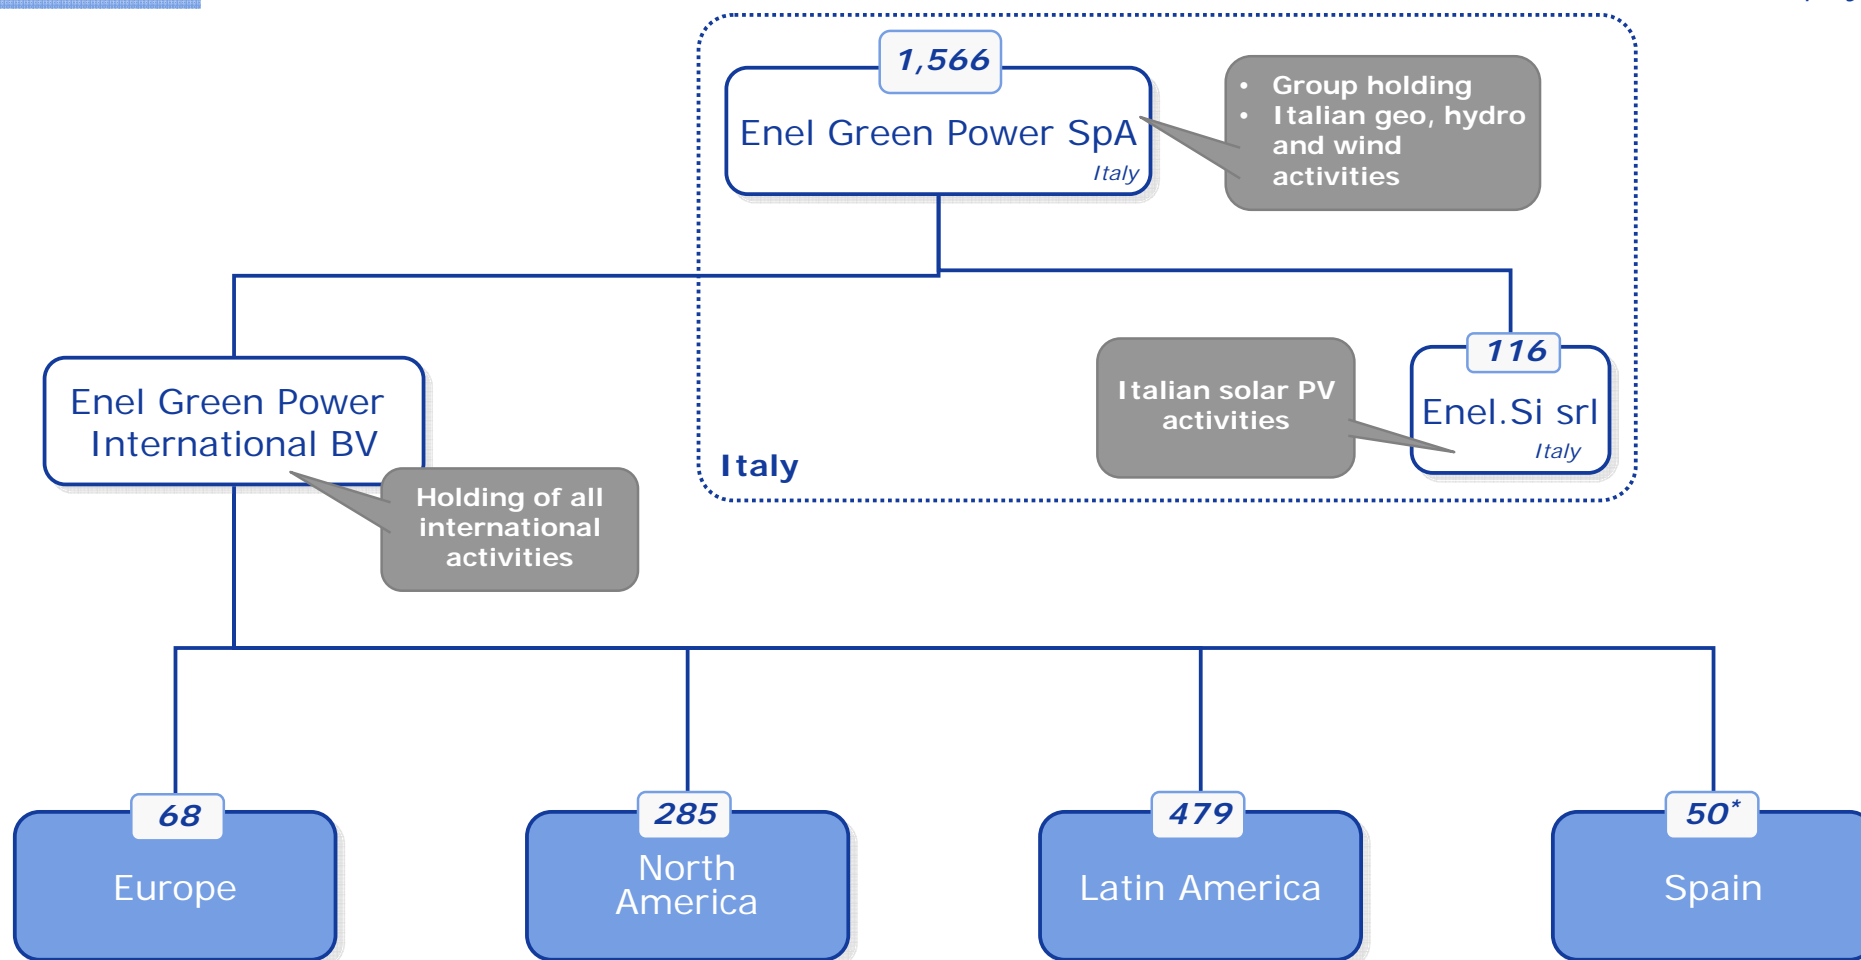 1,566
Enel Green Power SpA
Italy
• Group holding
• Italian geo, hydro
and wind
activities
Enel Green Power
International BV
Holding of all
international
activities
Italian solar PV
activities
116
Enel.Si srl
Italy
Italy
68
Europe
285
North
America
479
Latin America
50*
Spain